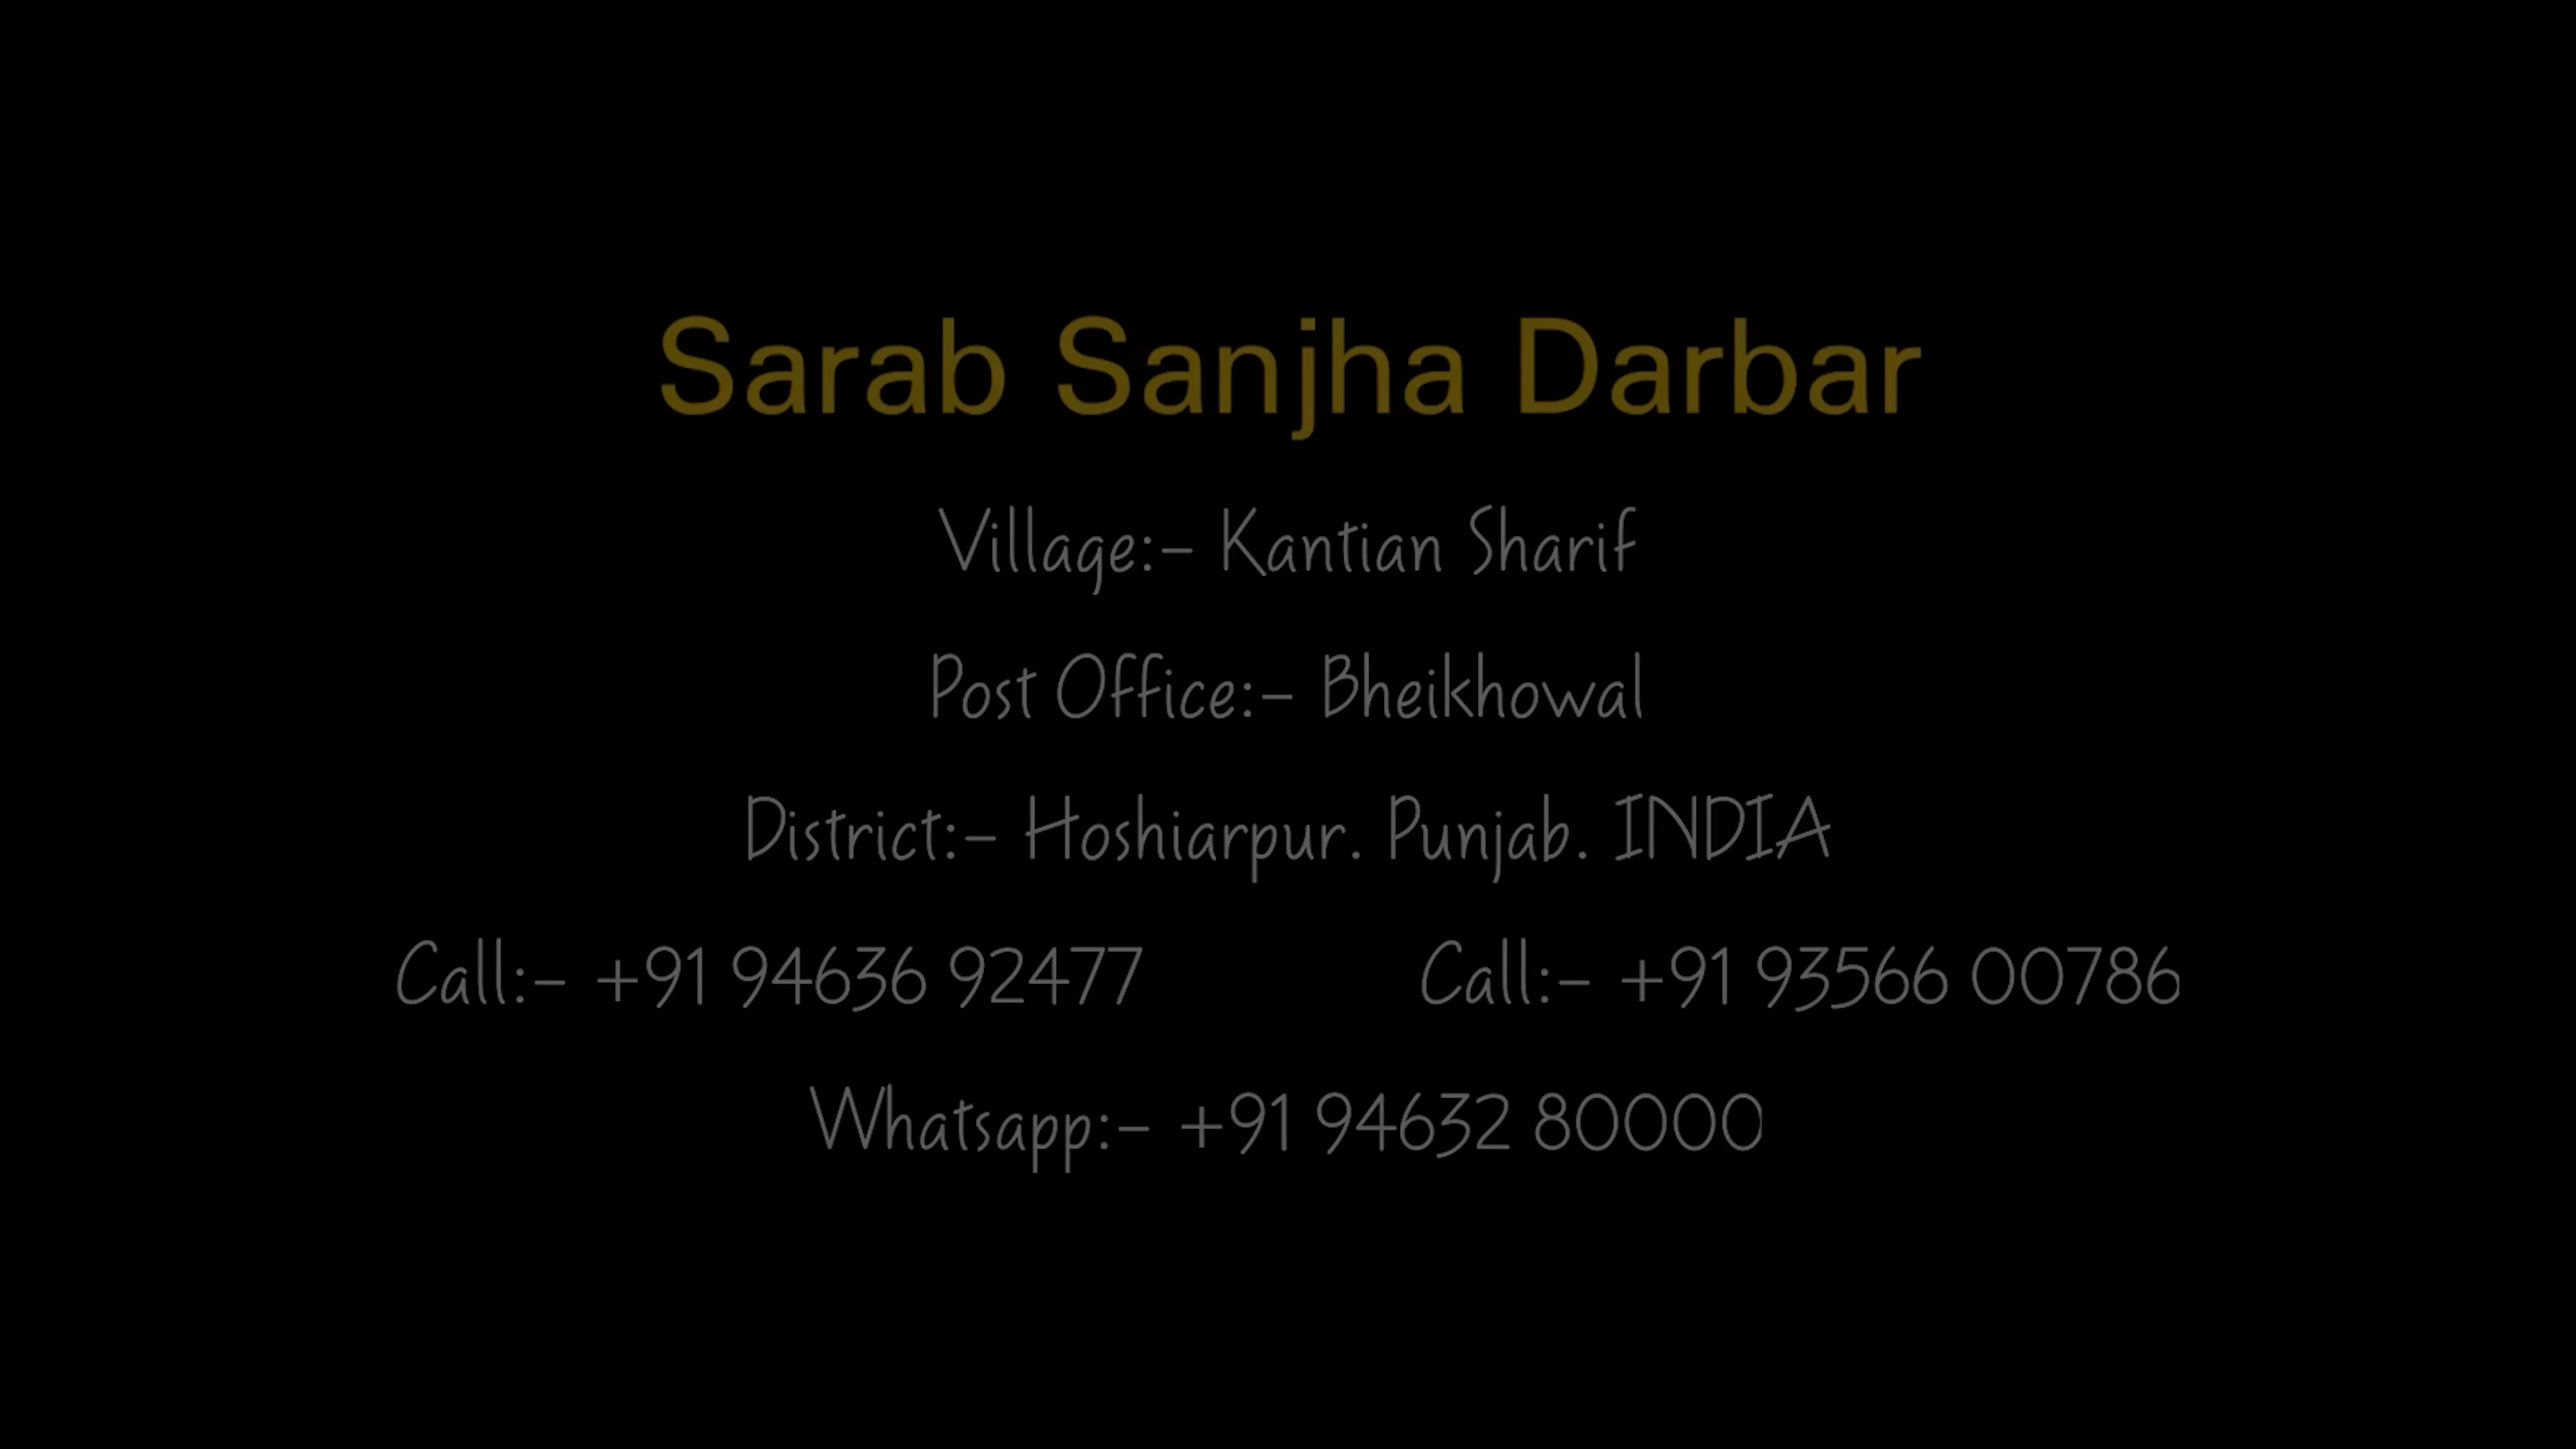 Sarab Sanjha Darbar
Village:- Kantian Sharif
Post Office:- Bheikhowal
District:- Hoshiarpur. Punjab. INDIA
Call:- +91 94636 92477 Call:- +91 93566 00786
Whatsapp:- +91 94632 80000